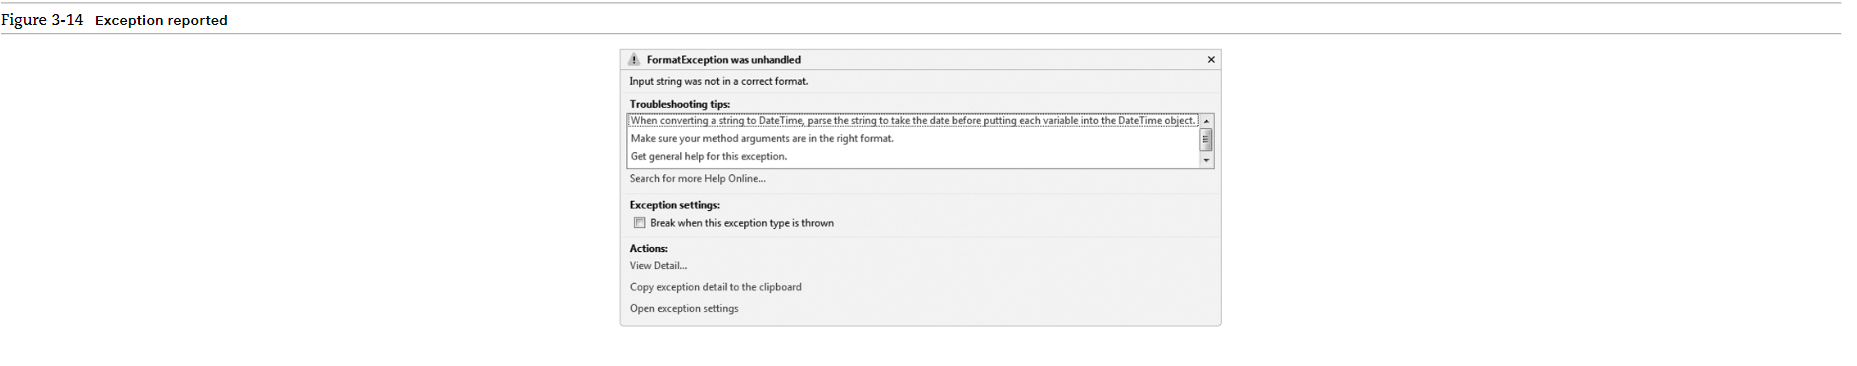 Figure 3-14 Exception reported
FormatException was unhandled
Input string was not in a correct format.
Troubleshooting tips:
When converting a string to DateTime, parse the string to take the date before putting each variable into the DateTime object.
Make sure your method arguments are in the right format.
Get general help for this exception.
Search for more Help Online...
Exception settings:
Break when this exception type is thrown
Actions:
View Detail...
Copy exception detail to the clipboard
Open exception settings